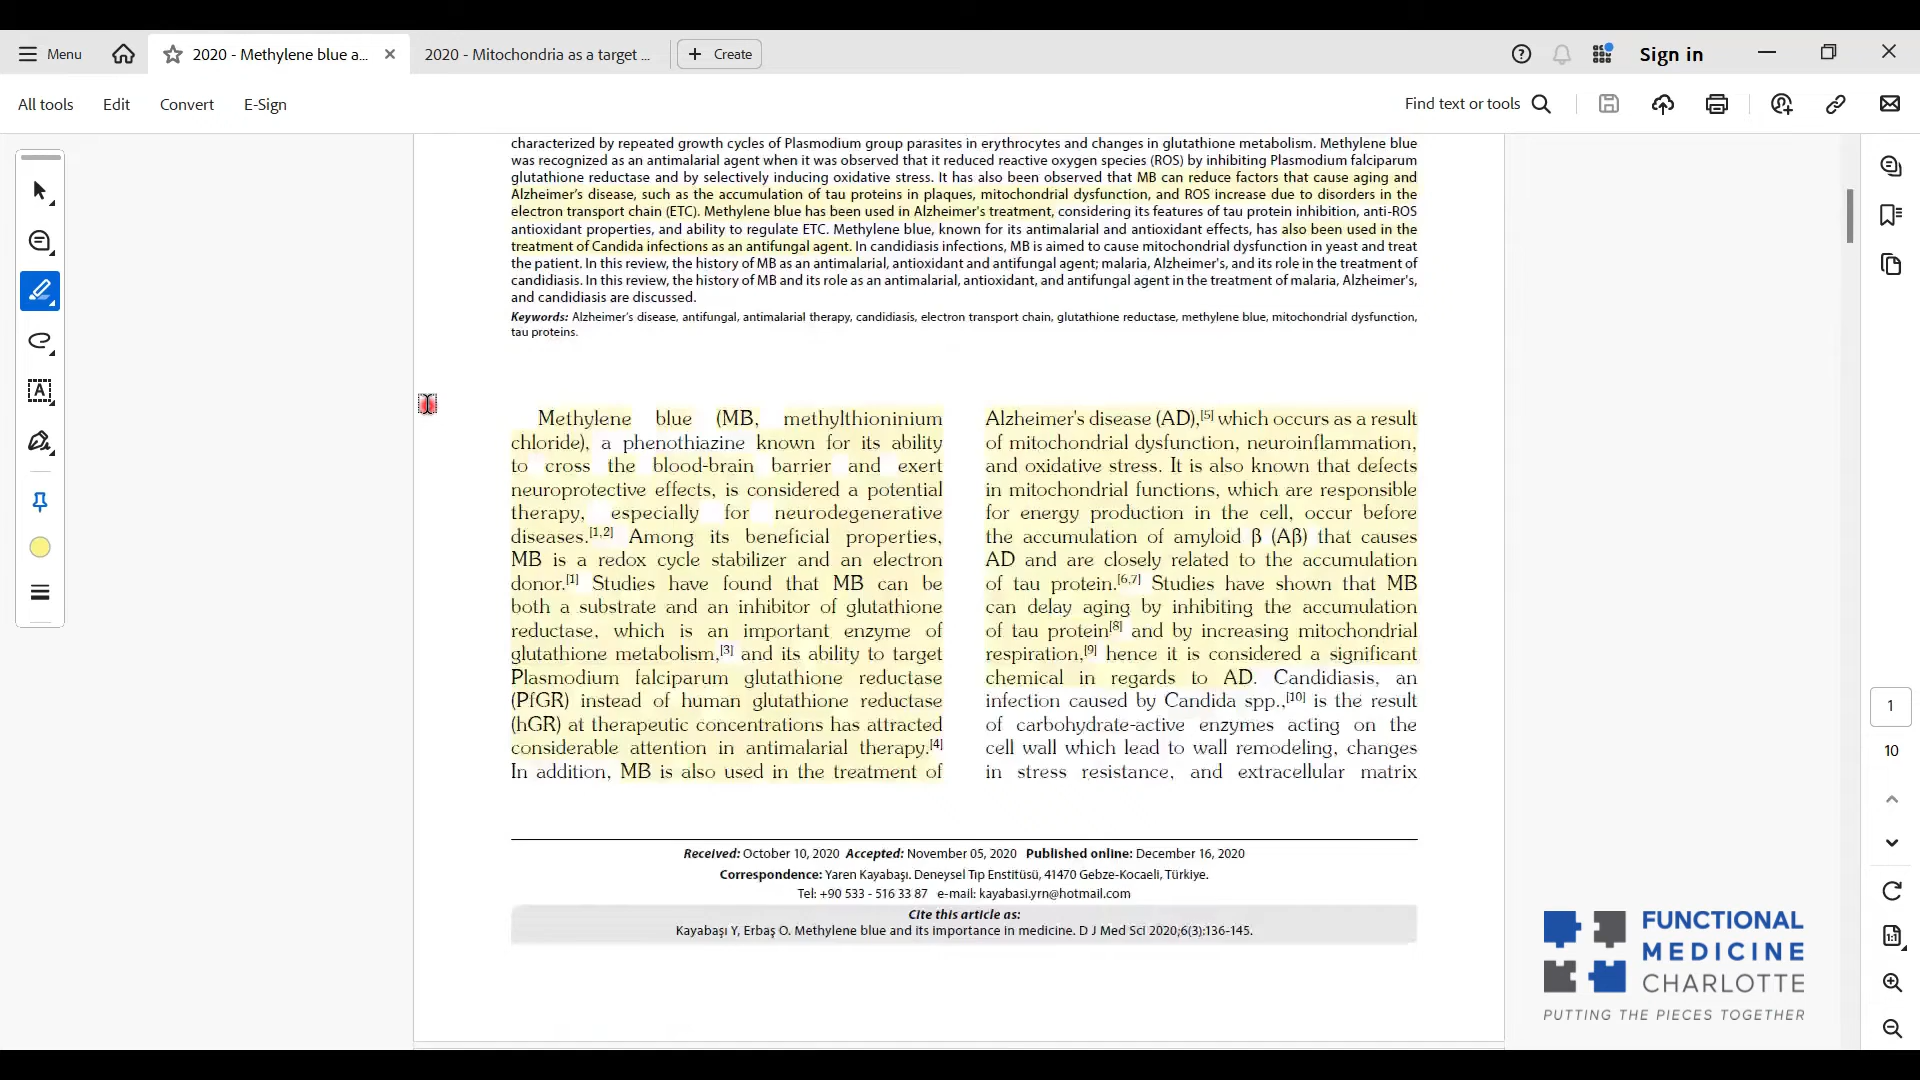 Menu
2020 - Methylene blue a...
2020 - Mitochondria as a target ...
Create
Sign in
All tools
Edit
Convert
E-Sign
Find text or tools
characterized by repeated growth cycles of Plasmodium group parasites in erythrocytes and changes in glutathione metabolism. Methylene blue
was recognized as an antimalarial agent when it was observed that it reduced reactive oxygen species (ROS) by inhibiting Plasmodium falciparum
glutathione reductase and by selectively inducing oxidative stress. It has also been observed that MB can reduce factors that cause aging and
Alzheimer's disease, such as the accumulation of tau proteins in plaques, mitochondrial dysfunction, and ROS increase due to disorders in the
electron transport chain (ETC). Methylene blue has been used in Alzheimer's treatment, considering its features of tau protein inhibition, anti-ROS
antioxidant properties, and ability to regulate ETC. Methylene blue, known for its antimalarial and antioxidant effects, has also been used in the
treatment of Candida infections as an antifungal agent. In candidiasis infections, MB is aimed to cause mitochondrial dysfunction in yeast and treat
the patient. In this review, the history of MB as an antimalarial, antioxidant and antifungal agent; malaria, Alzheimer's, and its role in the treatment of
candidiasis. In this review, the history of MB and its role as an antimalarial, antioxidant, and antifungal agent in the treatment of malaria, Alzheimer's,
and candidiasis are discussed.
Keywords: Alzheimer's disease, antifungal, antimalarial therapy, candidiasis, electron transport chain, glutathione reductase, methylene blue, mitochondrial dysfunction,
tau proteins.
Methylene blue (MB, methylthioninium
chloride), a phenothiazine known for its ability
to cross the blood-brain barrier and exert
neuroprotective effects, is considered a potential
therapy, especially for neurodegenerative
diseases.[1,2] Among its beneficial properties,
MB is a redox cycle stabilizer and an electron
donor.[1] Studies have found that MB can be
both a substrate and an inhibitor of glutathione
reductase, which is an important enzyme of
glutathione metabolism,[3] and its ability to target
Plasmodium falciparum glutathione reductase
(PfGR) instead of human glutathione reductase
(hGR) at therapeutic concentrations has attracted
considerable attention in antimalarial therapy.[4]
In addition, MB is also used in the treatment of
Alzheimer's disease (AD),[5] which occurs as a result
of mitochondrial dysfunction, neuroinflammation,
and oxidative stress. It is also known that defects
in mitochondrial functions, which are responsible
for energy production in the cell, occur before
the accumulation of amyloid β (Aβ) that causes
AD and are closely related to the accumulation
of tau protein.[6,7] Studies have shown that MB
can delay aging by inhibiting the accumulation
of tau protein[8] and by increasing mitochondrial
respiration,[9] hence it is considered a significant
chemical in regards to AD. Candidiasis, an
infection caused by Candida spp.,[10] is the result
of carbohydrate-active enzymes acting on the
cell wall which lead to wall remodeling, changes
in stress resistance, and extracellular matrix
Received: October 10, 2020 Accepted: November 05, 2020 Published online: December 16, 2020
Correspondence: Yaren Kayabaşı. Deneysel Tıp Enstitüsü, 41470 Gebze-Kocaeli, Türkiye.
Tel: +90 533 - 516 33 87 e-mail: kayabasi.yrn@hotmail.com
Cite this article as:
Kayabaşı Y, Erbaş O. Methylene blue and its importance in medicine. D J Med Sci 2020;6(3):136-145.
1
10
1:1
FUNCTIONAL
MEDICINE
CHARLOTTE
PUTTING THE PIECES TOGETHER